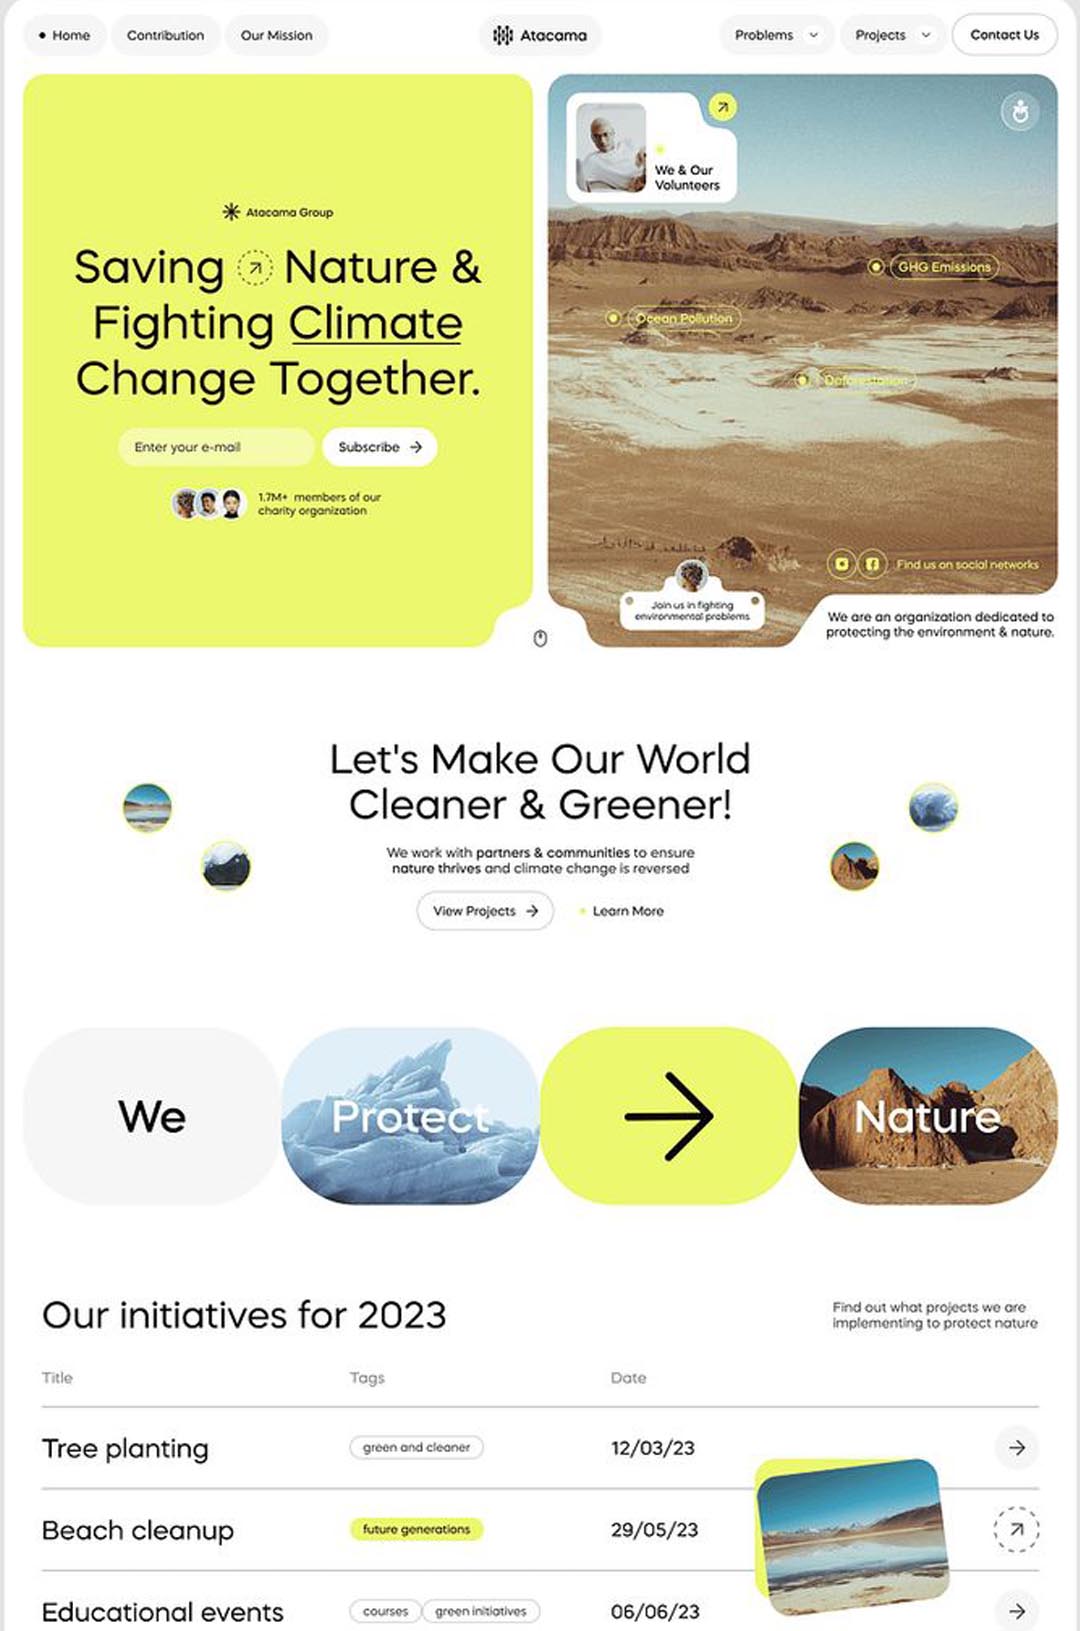 Home
Contribution
Our Mission
Atacama
Problems
Projects
Contact Us
Atacama Group
Saving Nature &
Fighting Climate
Change Together.
Enter your e-mail
Subscribe
1.7M+ members of our
charity organization
We & Our
Volunteers
GHG Emissions
Ocean Pollution
Deforestation
Find us on social networks
Join us in fighting
environmental problems
We are an organization dedicated to
protecting the environment & nature.
Let's Make Our World
Cleaner & Greener!
We work with partners & communities to ensure
nature thrives and climate change is reversed
View Projects
Learn More
We
Protect
Nature
Our initiatives for 2023
Find out what projects we are
implementing to protect nature
Title
Tags
Date
Tree planting
green and cleaner
12/03/23
Beach cleanup
future generations
29/05/23
Educational events
courses
green initiatives
06/06/23